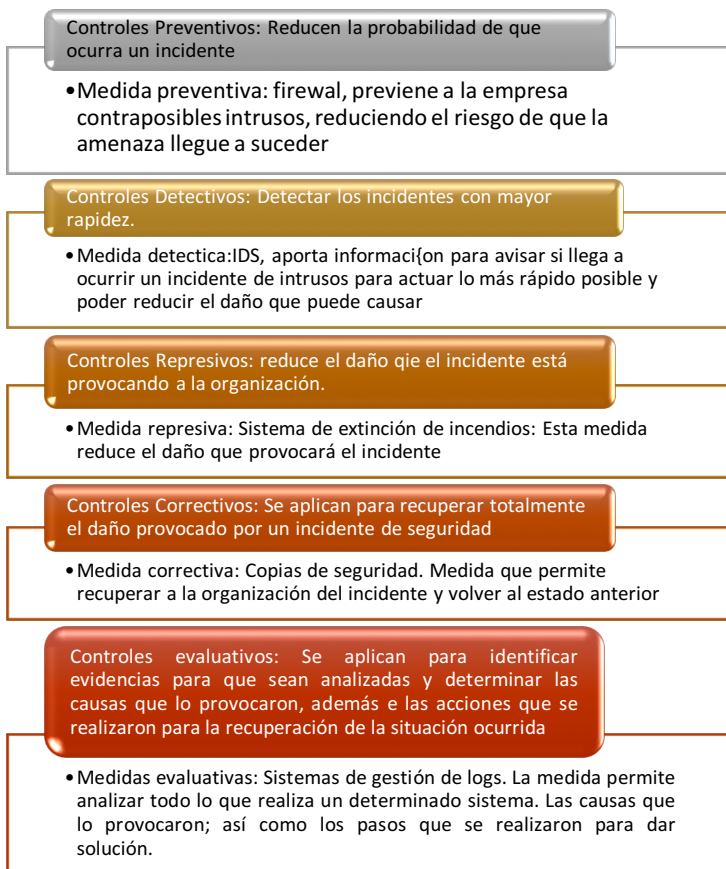 Controles Preventivos: Reducen la probabilidad de que
ocurra un incidente
•Medida preventiva: firewal, previene a la empresa
contraposibles intrusos, reduciendo el riesgo de que la
amenaza llegue a suceder
Controles Detectivos: Detectar los incidentes con mayor
rapidez.
•Medida detectica:IDS, aporta informaci{on para avisar si llega a
ocurrir un incidente de intrusos para actuar lo más rápido posible y
poder reducir el daño que puede causar
Controles Represivos: reduce el daño qie el incidente está
provocando a la organización.
•Medida represiva: Sistema de extinción de incendios: Esta medida
reduce el daño que provocará el incidente
Controles Correctivos: Se aplican para recuperar totalmente
el daño provocado por un incidente de seguridad
•Medida correctiva: Copias de seguridad. Medida que permite
recuperar a la organización del incidente y volver al estado anterior
Controles evaluativos: Se aplican para identificar
evidencias para que sean analizadas y determinar las
causas que lo provocaron, además e las acciones que se
realizaron para la recuperación de la situación ocurrida
•Medidas evaluativas: Sistemas de gestión de logs. La medida permite
analizar todo lo que realiza un determinado sistema. Las causas que
lo provocaron; así como los pasos que se realizaron para dar
solución.